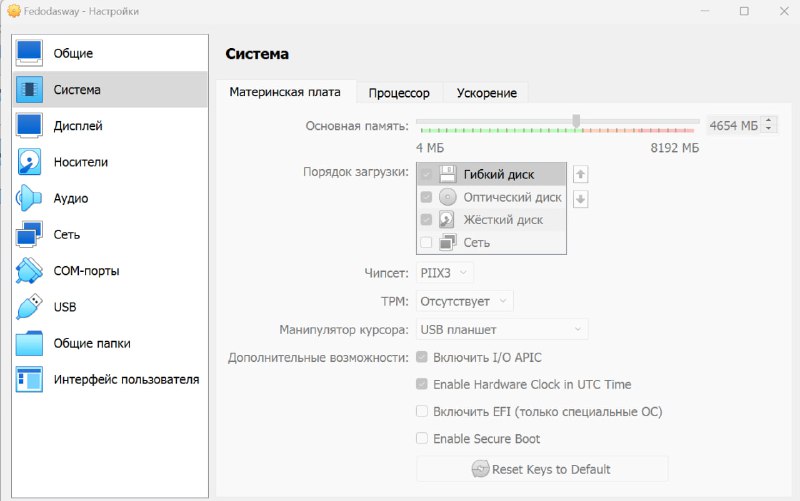 Fedodasway - Настройки
Общие
Система
Дисплей
Носители
Аудио
Сеть
COM-порты
USB
Общие папки
Интерфейс пользователя
Система
Материнская плата Процессор Ускорение
Основная память: 4654 МБ
4 МБ 8192 МБ
Порядок загрузки: Гибкий диск
Оптический диск
Жёсткий диск
Сеть
Чипсет: PIIX3
TPM: Отсутствует
Манипулятор курсора: USB планшет
Дополнительные возможности: Включить I/O APIC
Enable Hardware Clock in UTC Time
Включить EFI (только специальные ОС)
Enable Secure Boot
Reset Keys to Default